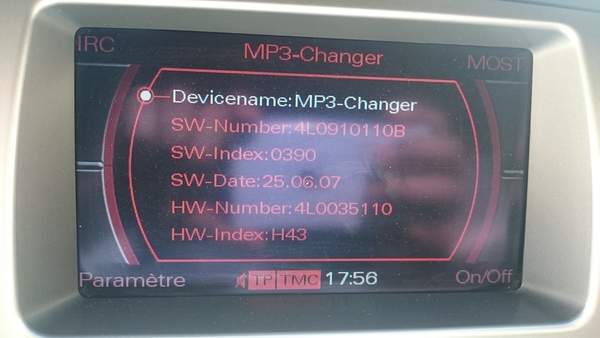 IRC MP3-Changer MOST
Devicename:MP3-Changer
SW-Number:4L0910110B
SW-Index:0390
SW-Date:25.06.07
HW-Number:4L0035110
HW-Index:H43
Paramètre TP TMC 17:56 On/Off